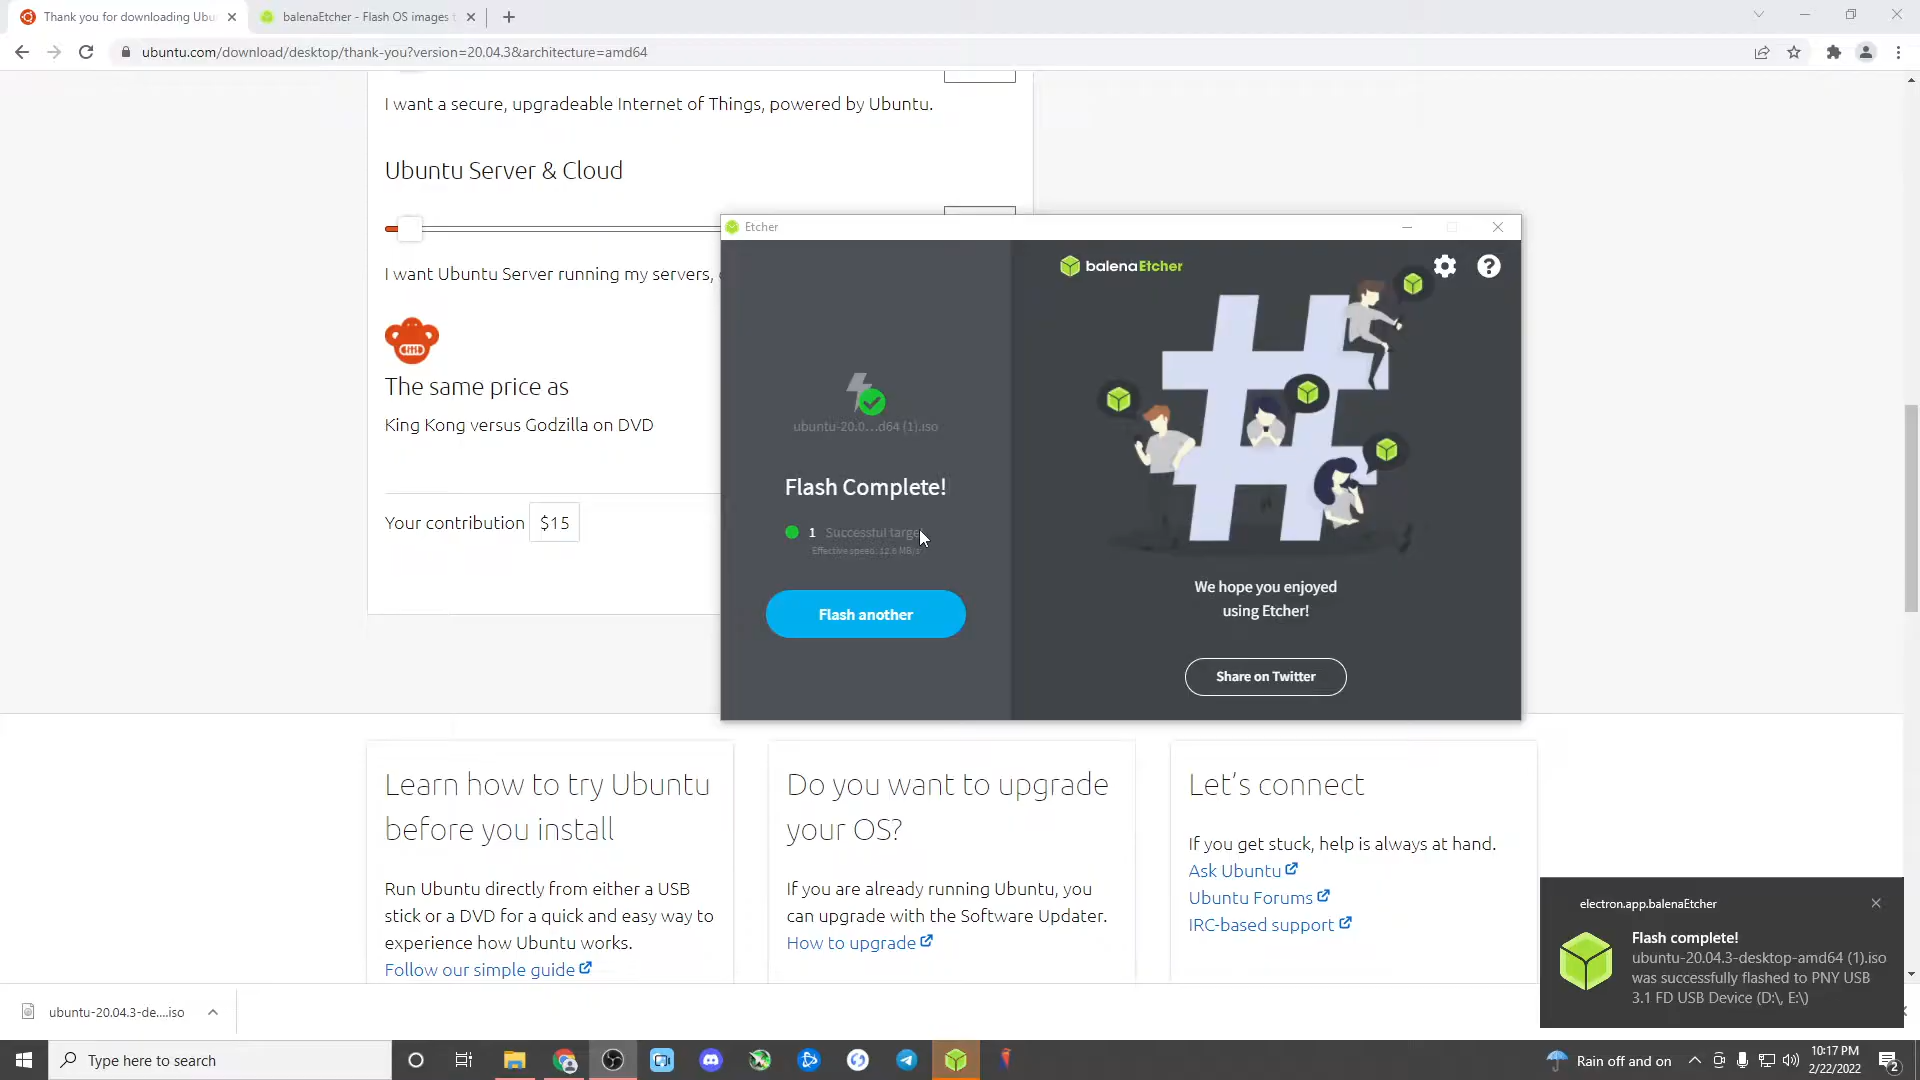 Thank you for downloading Ubu
balenaEtcher - Flash OS images t
ubuntu.com/download/desktop/thank-you?version=20.04.3&architecture=amd64
I want a secure, upgradeable Internet of Things, powered by Ubuntu.
Ubuntu Server & Cloud
I want Ubuntu Server running my servers,
The same price as
King Kong versus Godzilla on DVD
Your contribution $15
Etcher
balenaEtcher
ubuntu-20.0...d64 (1).iso
Flash Complete!
1 Successful targe
Effective speed: 12.6 MB/s
Flash another
We hope you enjoyed
using Etcher!
Share on Twitter
Learn how to try Ubuntu
before you install
Run Ubuntu directly from either a USB
stick or a DVD for a quick and easy way to
experience how Ubuntu works.
Follow our simple guide
Do you want to upgrade
your OS?
If you are already running Ubuntu, you
can upgrade with the Software Updater.
How to upgrade
Let's connect
If you get stuck, help is always at hand.
Ask Ubuntu
Ubuntu Forums
IRC-based support
electron.app.balenaEtcher
Flash complete!
ubuntu-20.04.3-desktop-amd64 (1).iso
was successfully flashed to PNY USB
3.1 FD USB Device (D:\, E:\)
ubuntu-20.04.3-de....iso
Type here to search
Rain off and on
10:17 PM
2/22/2022
2